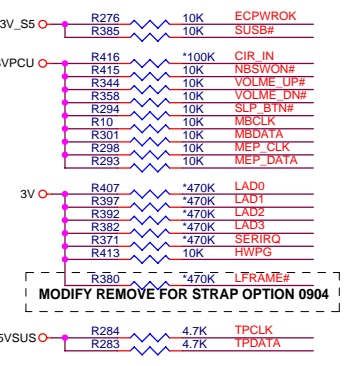 3V_S5
R276 10K ECPWROK
R385 10K SUSB#
VPCU
R416 *100K CIR_IN
R415 10K NBSWON#
R344 10K VOLME_UP#
R358 10K VOLME_DN#
R294 10K SLP_BTN#
R10 10K MBCLK
R301 10K MBDATA
R298 10K MEP_CLK
R293 10K MEP_DATA
3V
R407 *470K LAD0
R397 *470K LAD1
R392 *470K LAD2
R382 *470K LAD3
R371 *470K SERIRQ
R413 10K HWPG
R380 *470K LFRAME#
MODIFY REMOVE FOR STRAP OPTION 0904
5VSUS
R284 4.7K TPCLK
R283 4.7K TPDATA